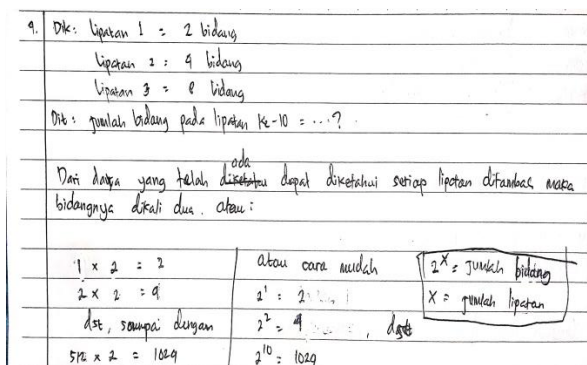 4. Dik: Lipatan 1 = 2 bidang
Lipatan 2 = 4 bidang
Lipatan 3 = 8 bidang
Dit: jumlah bidang pada lipatan ke-10 = ...?
ada
Dari data yang telah diketahui dapat diketahui setiap lipatan ditambah maka
bidangnya dikali dua. atau:
1 x 2 = 2
2 x 2 = 4
dst, sampai dengan
512 x 2 = 1024
atau cara mudah
2¹ = 2
2² = 4 , dst
2¹⁰ = 1024
2ˣ = jumlah bidang
x = jumlah lipatan